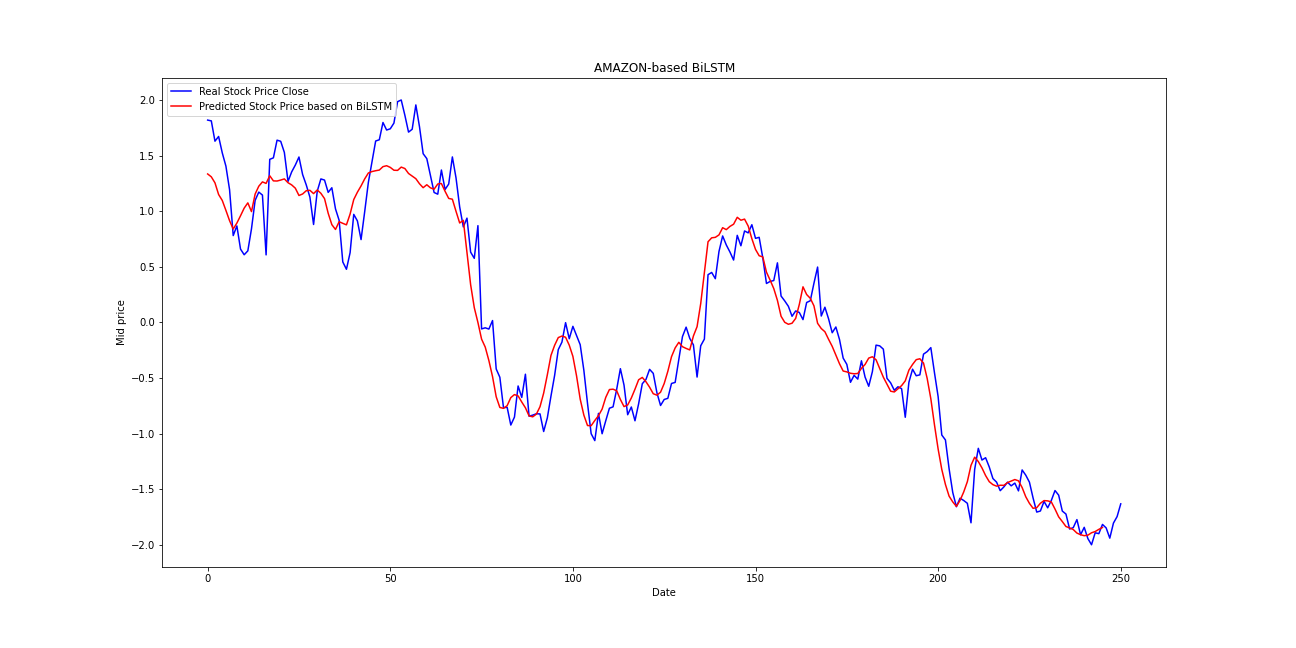 AMAZON-based BiLSTM
Real Stock Price Close
Predicted Stock Price based on BiLSTM
2.0
1.5
1.0
0.5
0.0
−0.5
−1.0
−1.5
−2.0
Mid price
0 50 100 150 200 250
Date